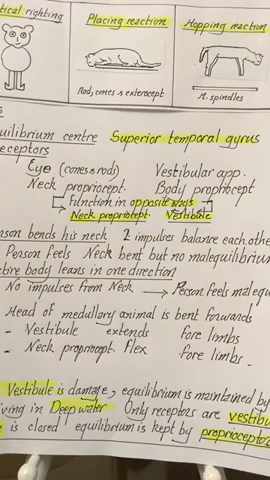 tical righting
Placing reaction
Hopping reaction
Rods, cones & exterocept
M. spindles
s
uilibrium centre Superior temporal gyrus
receptors
Eye (cones & rods) Vestibular app.
Neck propriocept. Body propriocept
function in opposite ways
Neck propriocept. Vestibule
rson bends his neck 2 impulses balance each othe
Person feels Neck bent but no malequilibrium
tire body leans in one direction
No impulses from Neck → Person feels malequ
Head of medullary animal is bent forwards
- Vestibule extends fore limbs
- Neck propriocept. Flex fore limbs.
Vestibule is damage, equilibrium is maintained by
iving in Deep water Only receptors are vestibu
e is closed equilibrium is kept by proprioceptor